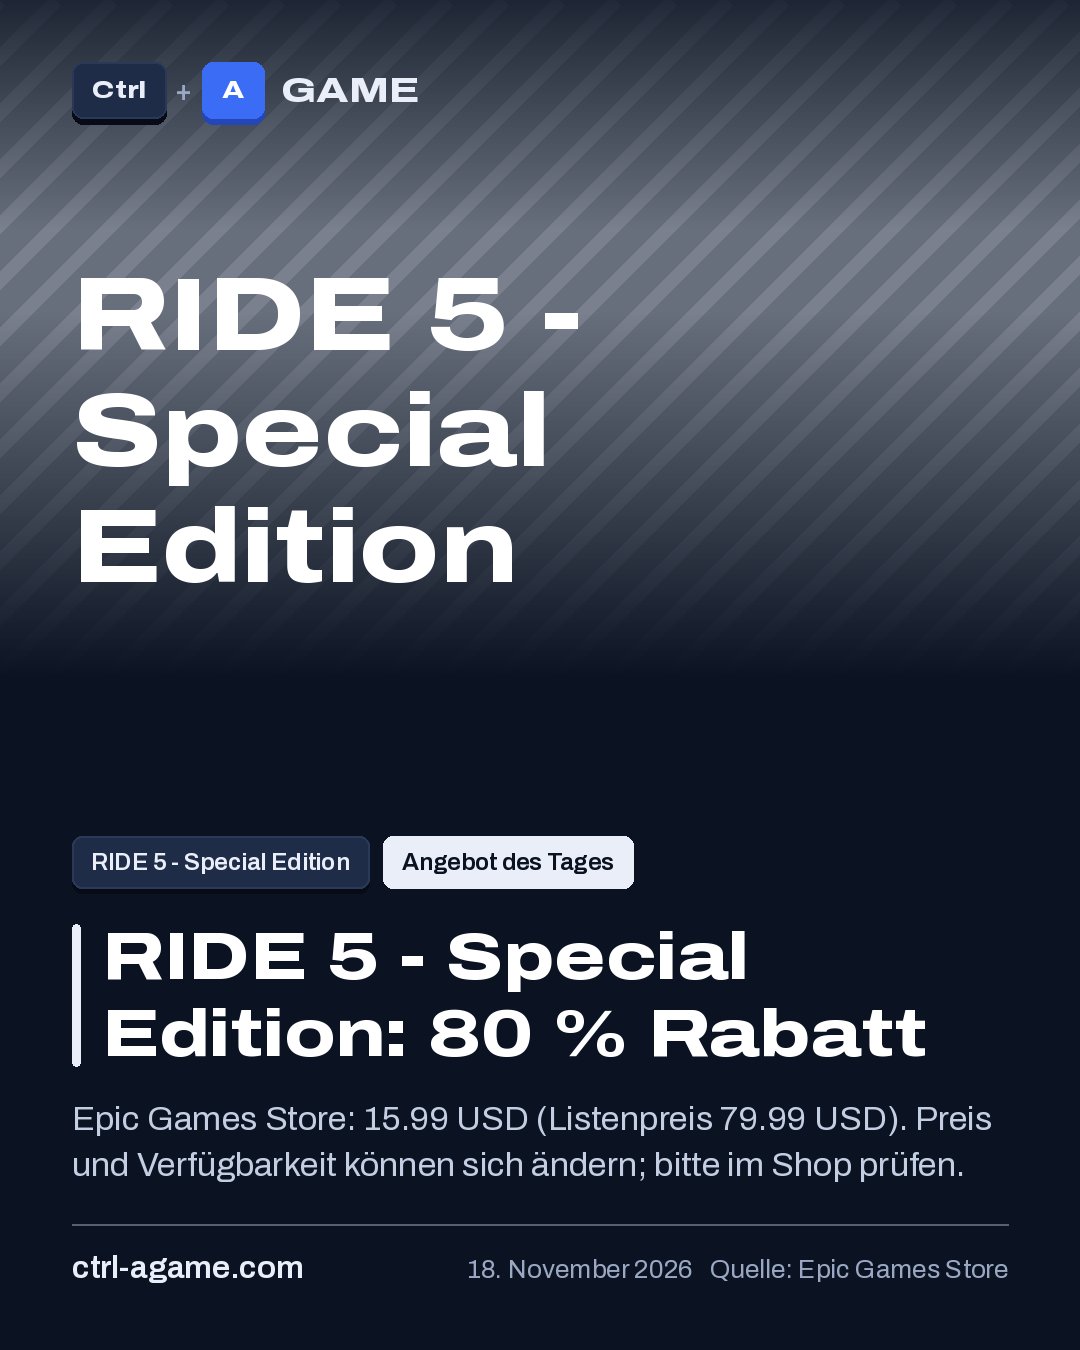 Ctrl + A GAME
RIDE 5 -
Special
Edition
RIDE 5 - Special Edition
Angebot des Tages
RIDE 5 - Special
Edition: 80 % Rabatt
Epic Games Store: 15.99 USD (Listenpreis 79.99 USD). Preis
und Verfügbarkeit können sich ändern; bitte im Shop prüfen.
ctrl-agame.com
18. November 2026 Quelle: Epic Games Store